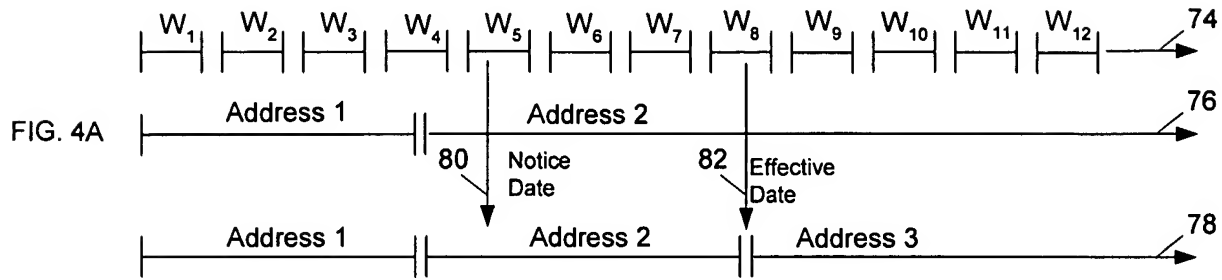 W₁ W₂ W₃ W₄ W₅ W₆ W₇ W₈ W₉ W₁₀ W₁₁ W₁₂ 74
Address 1 Address 2 76
FIG. 4A
80 Notice Date 82 Effective Date
Address 1 Address 2 Address 3 78